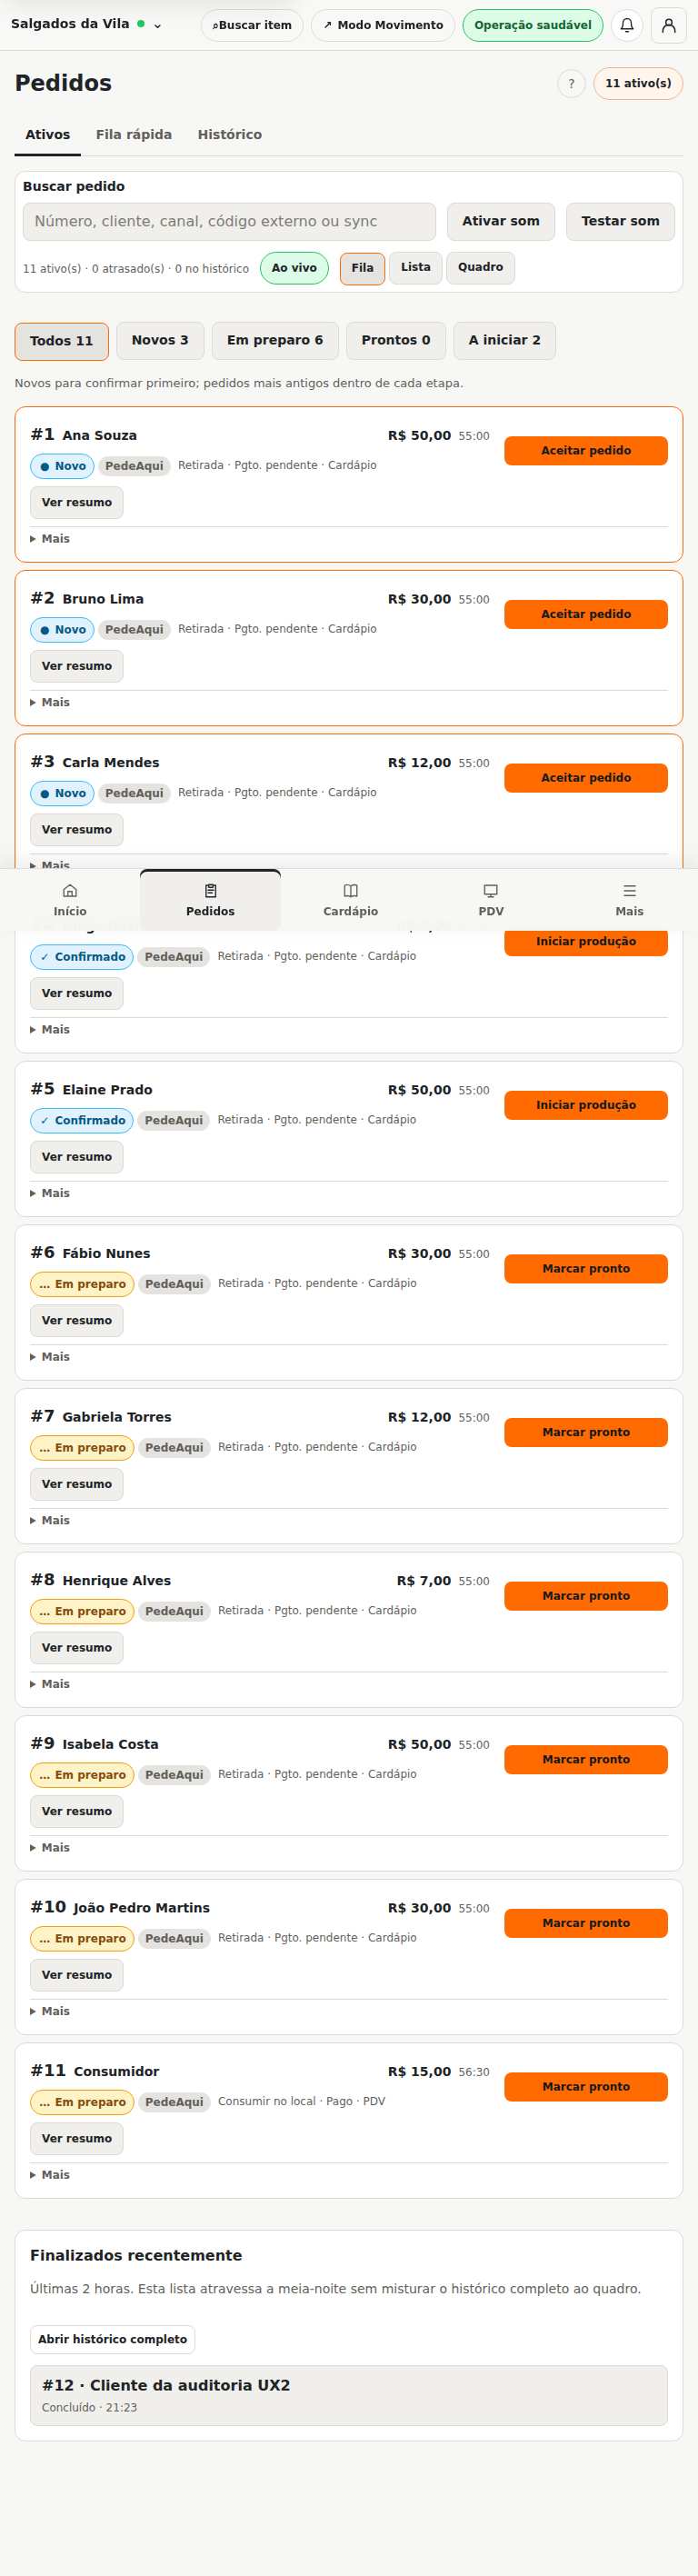 Salgados da Vila
Buscar item
Modo Movimento
Operação saudável
Pedidos
?
11 ativo(s)
Ativos
Fila rápida
Histórico
Buscar pedido
Número, cliente, canal, código externo ou sync
Ativar som
Testar som
11 ativo(s) · 0 atrasado(s) · 0 no histórico
Ao vivo
Fila
Lista
Quadro
Todos 11
Novos 3
Em preparo 6
Prontos 0
A iniciar 2
Novos para confirmar primeiro; pedidos mais antigos dentro de cada etapa.
#1 Ana Souza
R$ 50,00 55:00
Aceitar pedido
● Novo PedeAqui Retirada · Pgto. pendente · Cardápio
Ver resumo
Mais
#2 Bruno Lima
R$ 30,00 55:00
Aceitar pedido
● Novo PedeAqui Retirada · Pgto. pendente · Cardápio
Ver resumo
Mais
#3 Carla Mendes
R$ 12,00 55:00
Aceitar pedido
● Novo PedeAqui Retirada · Pgto. pendente · Cardápio
Ver resumo
Mais
Início
Pedidos
Cardápio
PDV
Mais
Iniciar produção
✓ Confirmado PedeAqui Retirada · Pgto. pendente · Cardápio
Ver resumo
Mais
#5 Elaine Prado
R$ 50,00 55:00
Iniciar produção
✓ Confirmado PedeAqui Retirada · Pgto. pendente · Cardápio
Ver resumo
Mais
#6 Fábio Nunes
R$ 30,00 55:00
Marcar pronto
… Em preparo PedeAqui Retirada · Pgto. pendente · Cardápio
Ver resumo
Mais
#7 Gabriela Torres
R$ 12,00 55:00
Marcar pronto
… Em preparo PedeAqui Retirada · Pgto. pendente · Cardápio
Ver resumo
Mais
#8 Henrique Alves
R$ 7,00 55:00
Marcar pronto
… Em preparo PedeAqui Retirada · Pgto. pendente · Cardápio
Ver resumo
Mais
#9 Isabela Costa
R$ 50,00 55:00
Marcar pronto
… Em preparo PedeAqui Retirada · Pgto. pendente · Cardápio
Ver resumo
Mais
#10 João Pedro Martins
R$ 30,00 55:00
Marcar pronto
… Em preparo PedeAqui Retirada · Pgto. pendente · Cardápio
Ver resumo
Mais
#11 Consumidor
R$ 15,00 56:30
Marcar pronto
… Em preparo PedeAqui Consumir no local · Pago · PDV
Ver resumo
Mais
Finalizados recentemente
Últimas 2 horas. Esta lista atravessa a meia-noite sem misturar o histórico completo ao quadro.
Abrir histórico completo
#12 · Cliente da auditoria UX2
Concluído · 21:23